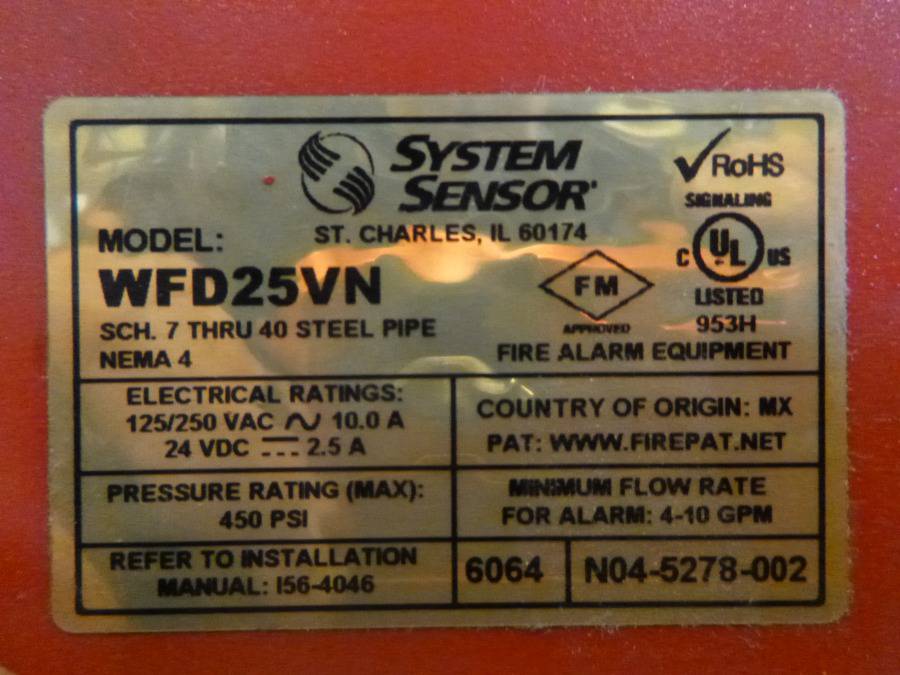 SYSTEM
SENSOR
ST. CHARLES, IL 60174
RoHS
SIGNALING
C UL US
LISTED
953H
FM
APPROVED
FIRE ALARM EQUIPMENT
MODEL:
WFD25VN
SCH. 7 THRU 40 STEEL PIPE
NEMA 4
ELECTRICAL RATINGS:
125/250 VAC 10.0 A
24 VDC 2.5 A
COUNTRY OF ORIGIN: MX
PAT: WWW.FIREPAT.NET
PRESSURE RATING (MAX):
450 PSI
MINIMUM FLOW RATE
FOR ALARM: 4-10 GPM
REFER TO INSTALLATION
MANUAL: I56-4046
6064
N04-5278-002